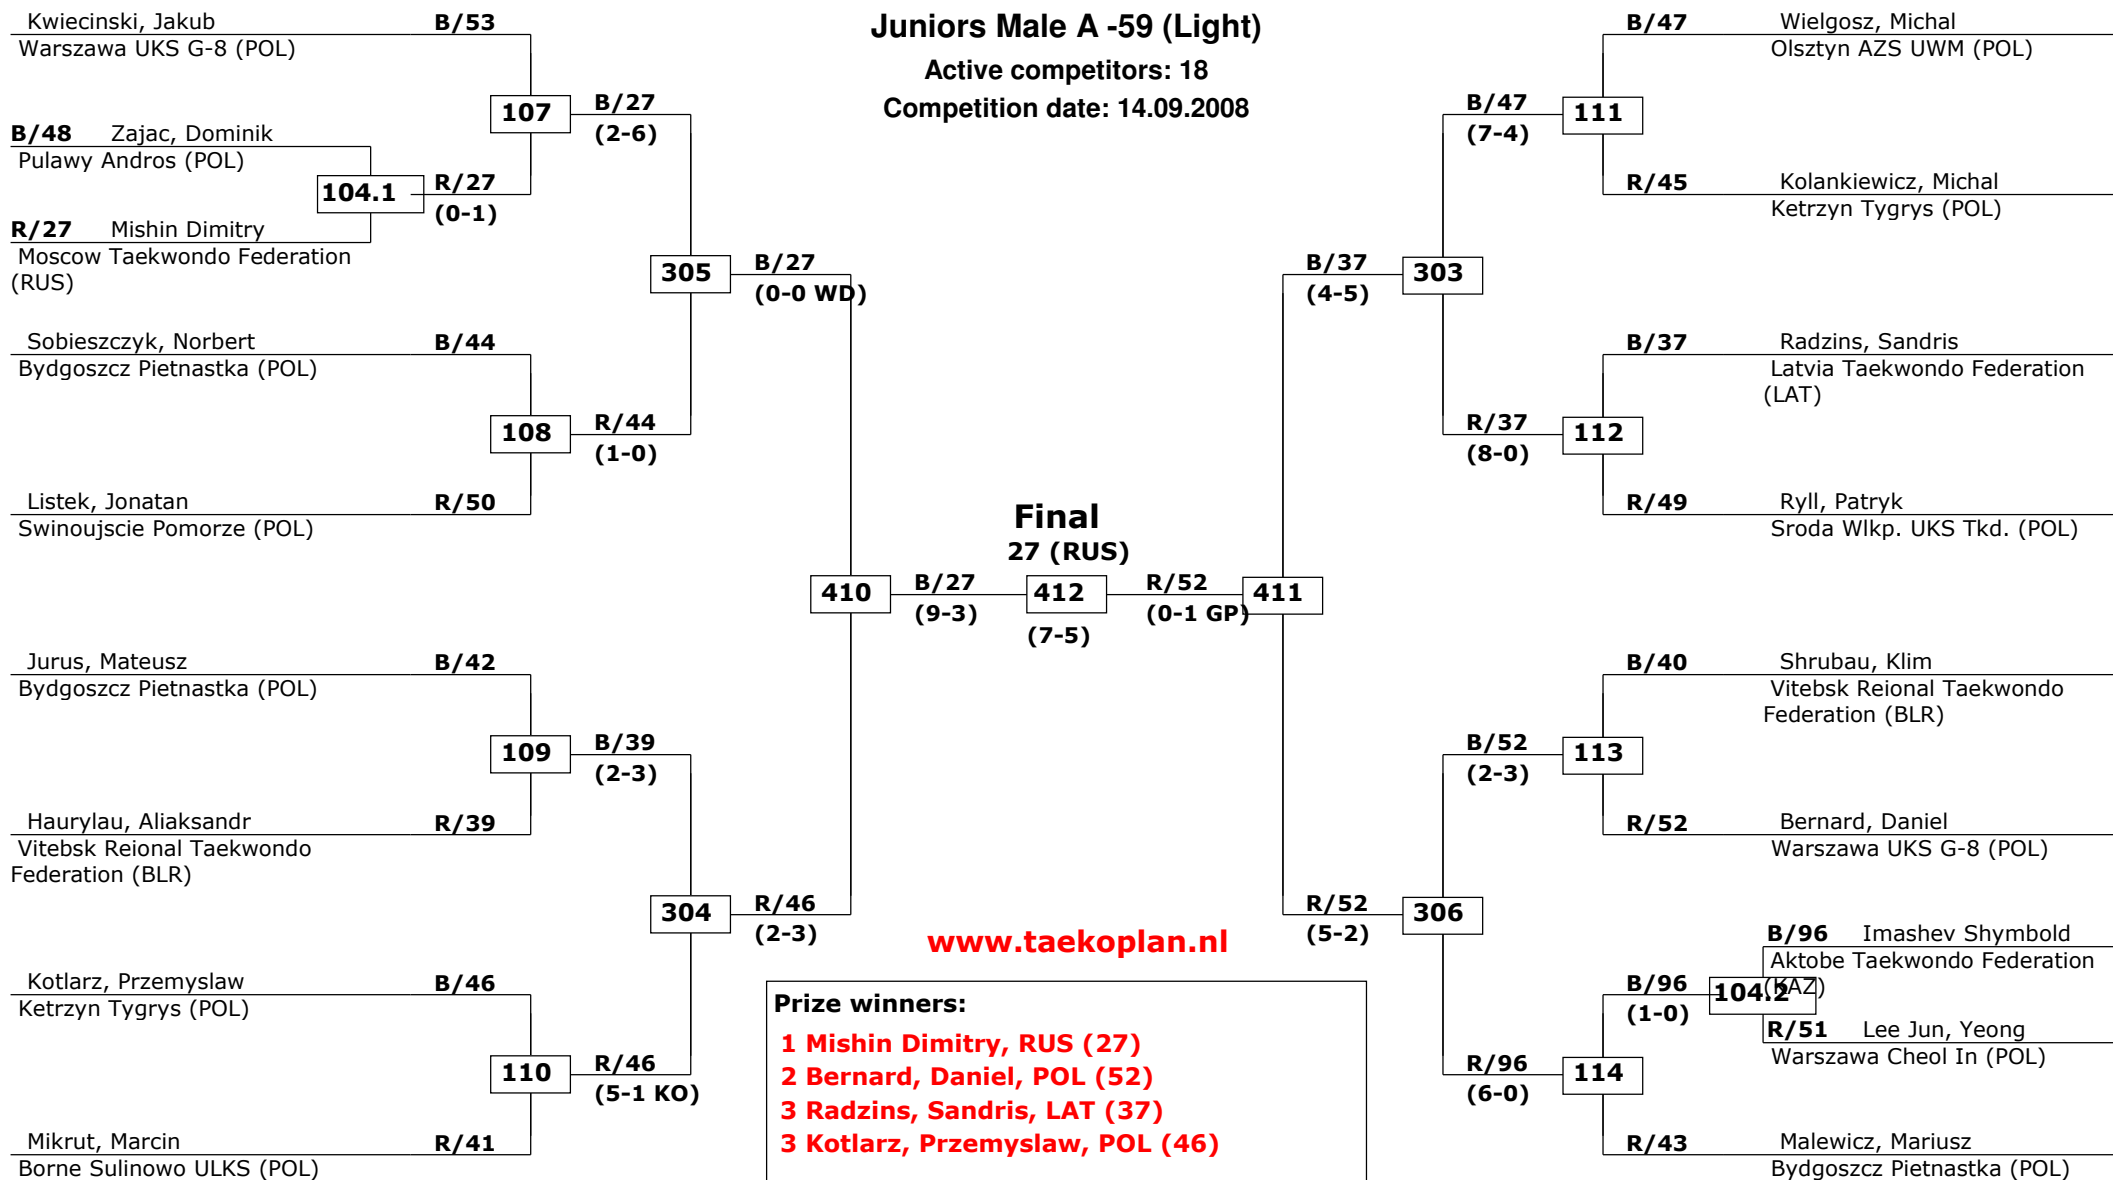 Juniors Male A -59 (Light)
Active competitors: 18
Competition date: 14.09.2008
Kwiecinski, Jakub B/53
Warszawa UKS G-8 (POL)
107
B/27
(2-6)
B/48 Zajac, Dominik
Pulawy Andros (POL)
104.1
R/27
(0-1)
R/27 Mishin Dimitry
Moscow Taekwondo Federation
(RUS)
305
B/27
(0-0 WD)
Sobieszczyk, Norbert B/44
Bydgoszcz Pietnastka (POL)
108
R/44
(1-0)
Listek, Jonatan R/50
Swinoujscie Pomorze (POL)
410
B/27
(9-3)
Jurus, Mateusz B/42
Bydgoszcz Pietnastka (POL)
109
B/39
(2-3)
Haurylau, Aliaksandr R/39
Vitebsk Reional Taekwondo
Federation (BLR)
304
R/46
(2-3)
Kotlarz, Przemyslaw B/46
Ketrzyn Tygrys (POL)
110
R/46
(5-1 KO)
Mikrut, Marcin R/41
Borne Sulinowo ULKS (POL)
Final
27 (RUS)
412
(7-5)
R/52
(0-1 GP)
411
B/47 Wielgosz, Michal
Olsztyn AZS UWM (POL)
B/47
(7-4)
111
R/45 Kolankiewicz, Michal
Ketrzyn Tygrys (POL)
B/37
(4-5)
303
B/37 Radzins, Sandris
Latvia Taekwondo Federation
(LAT)
R/37
(8-0)
112
R/49 Ryll, Patryk
Sroda Wlkp. UKS Tkd. (POL)
B/40 Shrubau, Klim
Vitebsk Reional Taekwondo
Federation (BLR)
B/52
(2-3)
113
R/52 Bernard, Daniel
Warszawa UKS G-8 (POL)
R/52
(5-2)
306
B/96 Imashev Shymbold
Aktobe Taekwondo Federation
(KAZ)
B/96
(1-0)
104.2
R/51 Lee Jun, Yeong
Warszawa Cheol In (POL)
R/96
(6-0)
114
R/43 Malewicz, Mariusz
Bydgoszcz Pietnastka (POL)
www.taekoplan.nl
Prize winners:
1 Mishin Dimitry, RUS (27)
2 Bernard, Daniel, POL (52)
3 Radzins, Sandris, LAT (37)
3 Kotlarz, Przemyslaw, POL (46)